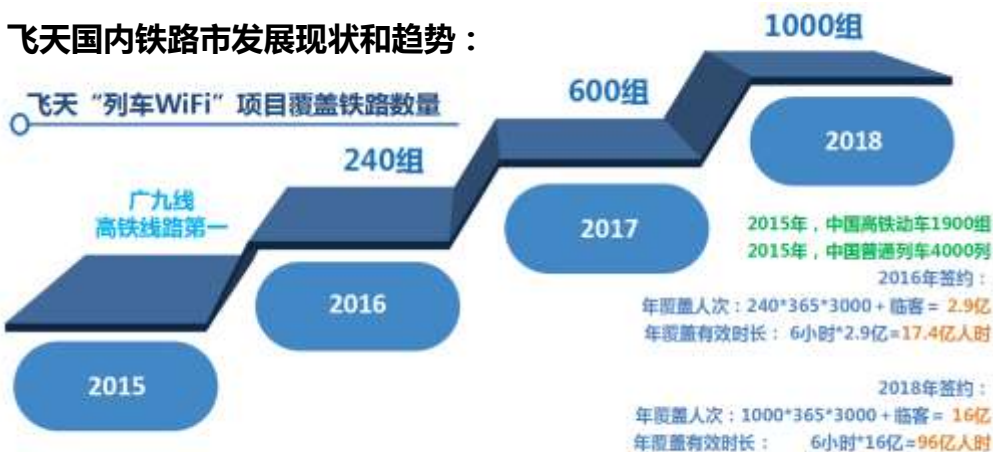 飞天国内铁路市发展现状和趋势：
飞天“列车WiFi”项目覆盖铁路数量
1000组
600组
240组
广九线
高铁线路第一
2018
2017
2016
2015
2015年，中国高铁动车1900组
2015年，中国普通列车4000列
2016年签约：
年覆盖人次：240*365*3000＋临客＝ 2.9亿
年覆盖有效时长： 6小时*2.9亿=17.4亿人时
2018年签约：
年覆盖人次：1000*365*3000＋临客＝ 16亿
年覆盖有效时长： 6小时*16亿=96亿人时